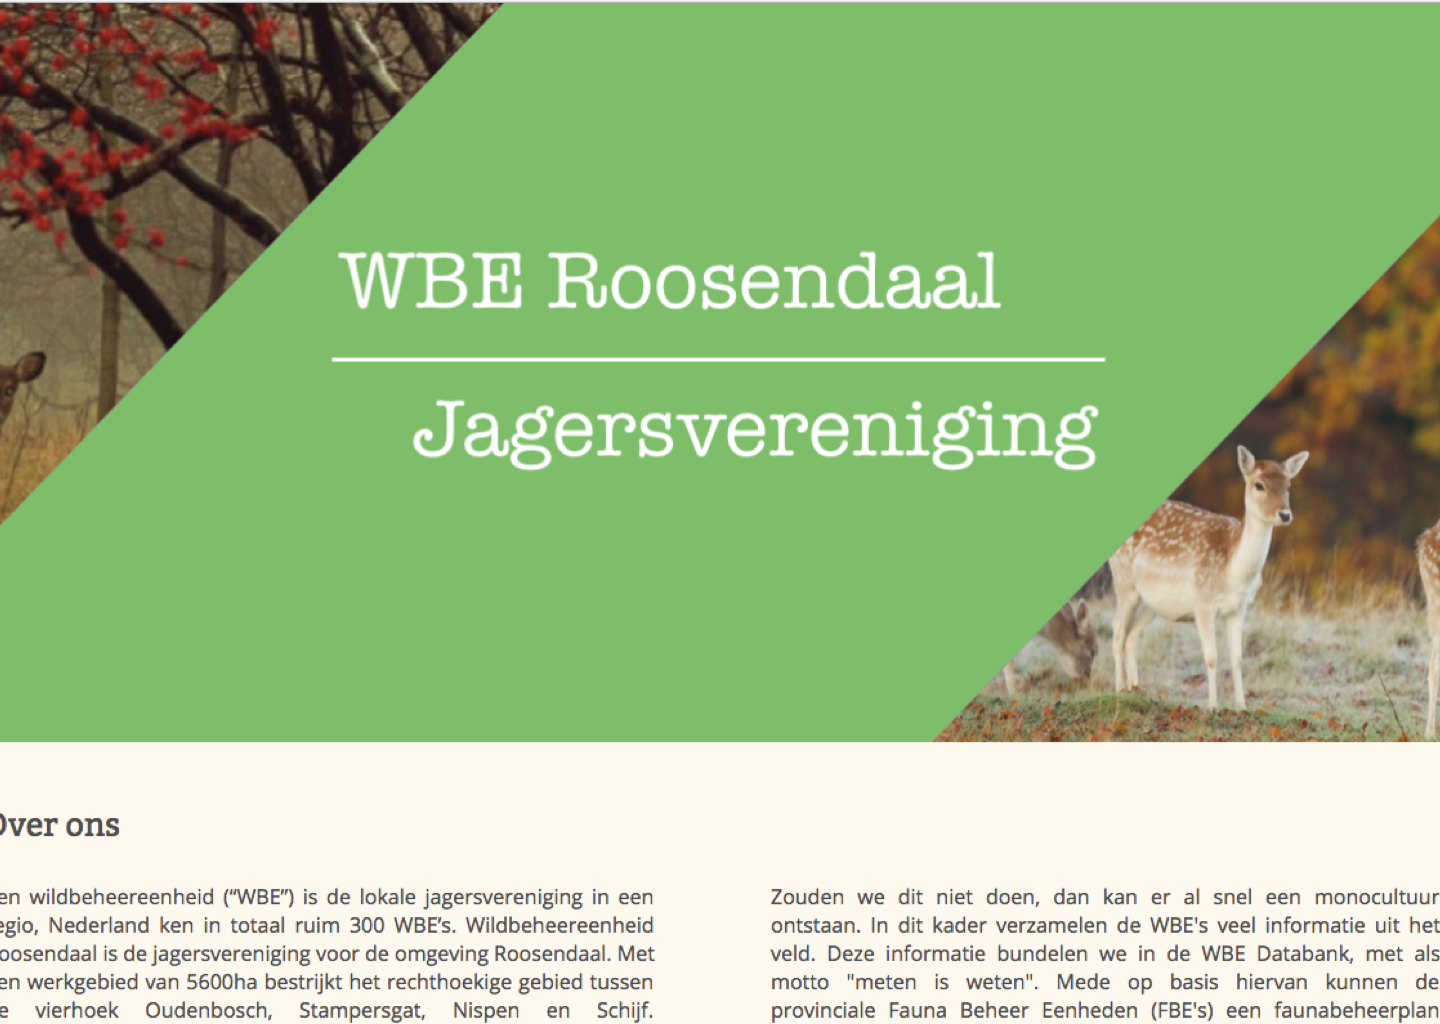 WBE Roosendaal
Jagersvereniging
Over ons
en wildbeheereenheid (“WBE”) is de lokale jagersvereniging in een
egio, Nederland ken in totaal ruim 300 WBE’s. Wildbeheereenheid
oosendaal is de jagersvereniging voor de omgeving Roosendaal. Met
en werkgebied van 5600ha bestrijkt het rechthoekige gebied tussen
e vierhoek Oudenbosch, Stampersgat, Nispen en Schijf.
Zouden we dit niet doen, dan kan er al snel een monocultuur
ontstaan. In dit kader verzamelen de WBE's veel informatie uit het
veld. Deze informatie bundelen we in de WBE Databank, met als
motto "meten is weten". Mede op basis hiervan kunnen de
provinciale Fauna Beheer Eenheden (FBE's) een faunabeheerplan